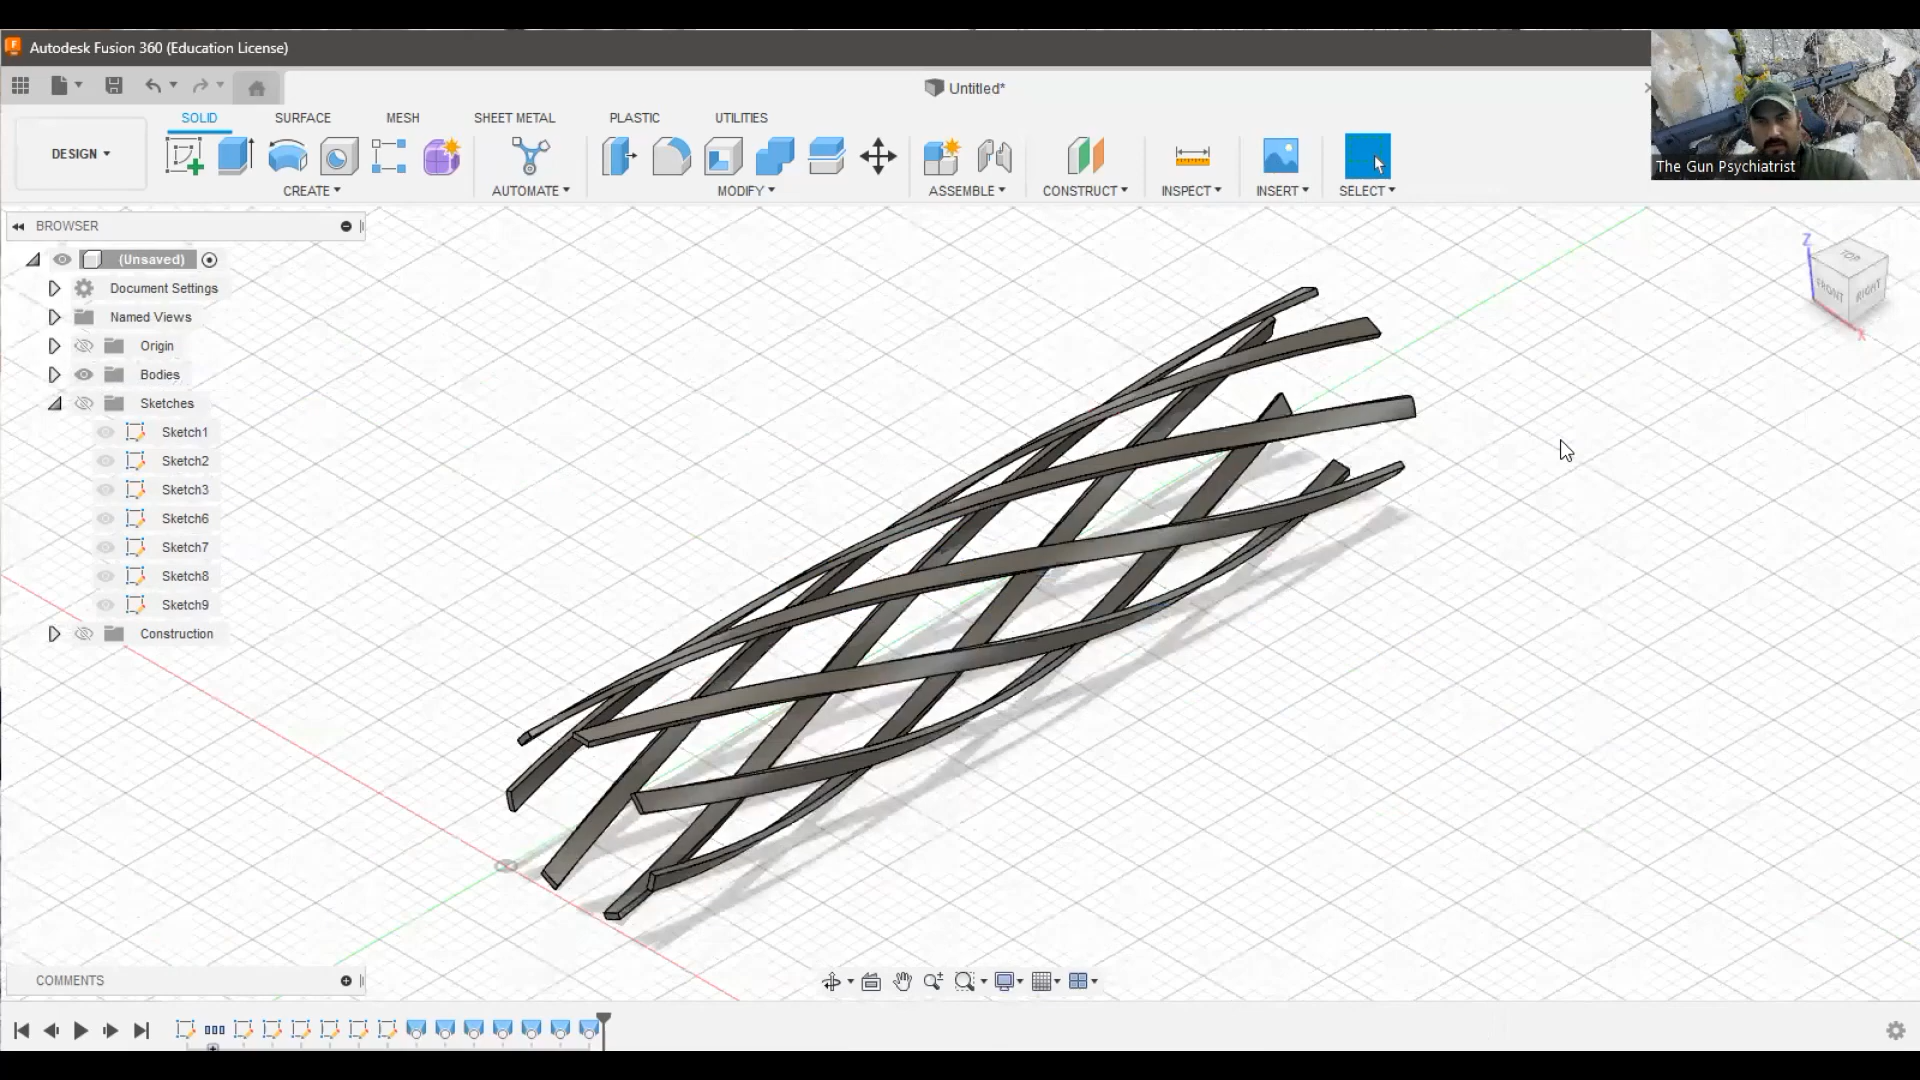 Autodesk Fusion 360 (Education License)
Untitled*
SOLID SURFACE MESH SHEET METAL PLASTIC UTILITIES
DESIGN
CREATE AUTOMATE MODIFY ASSEMBLE CONSTRUCT INSPECT INSERT SELECT
The Gun Psychiatrist
BROWSER
(Unsaved)
Document Settings
Named Views
Origin
Bodies
Sketches
Sketch1
Sketch2
Sketch3
Sketch6
Sketch7
Sketch8
Sketch9
Construction
Z
TOP
FRONT RIGHT
X
COMMENTS